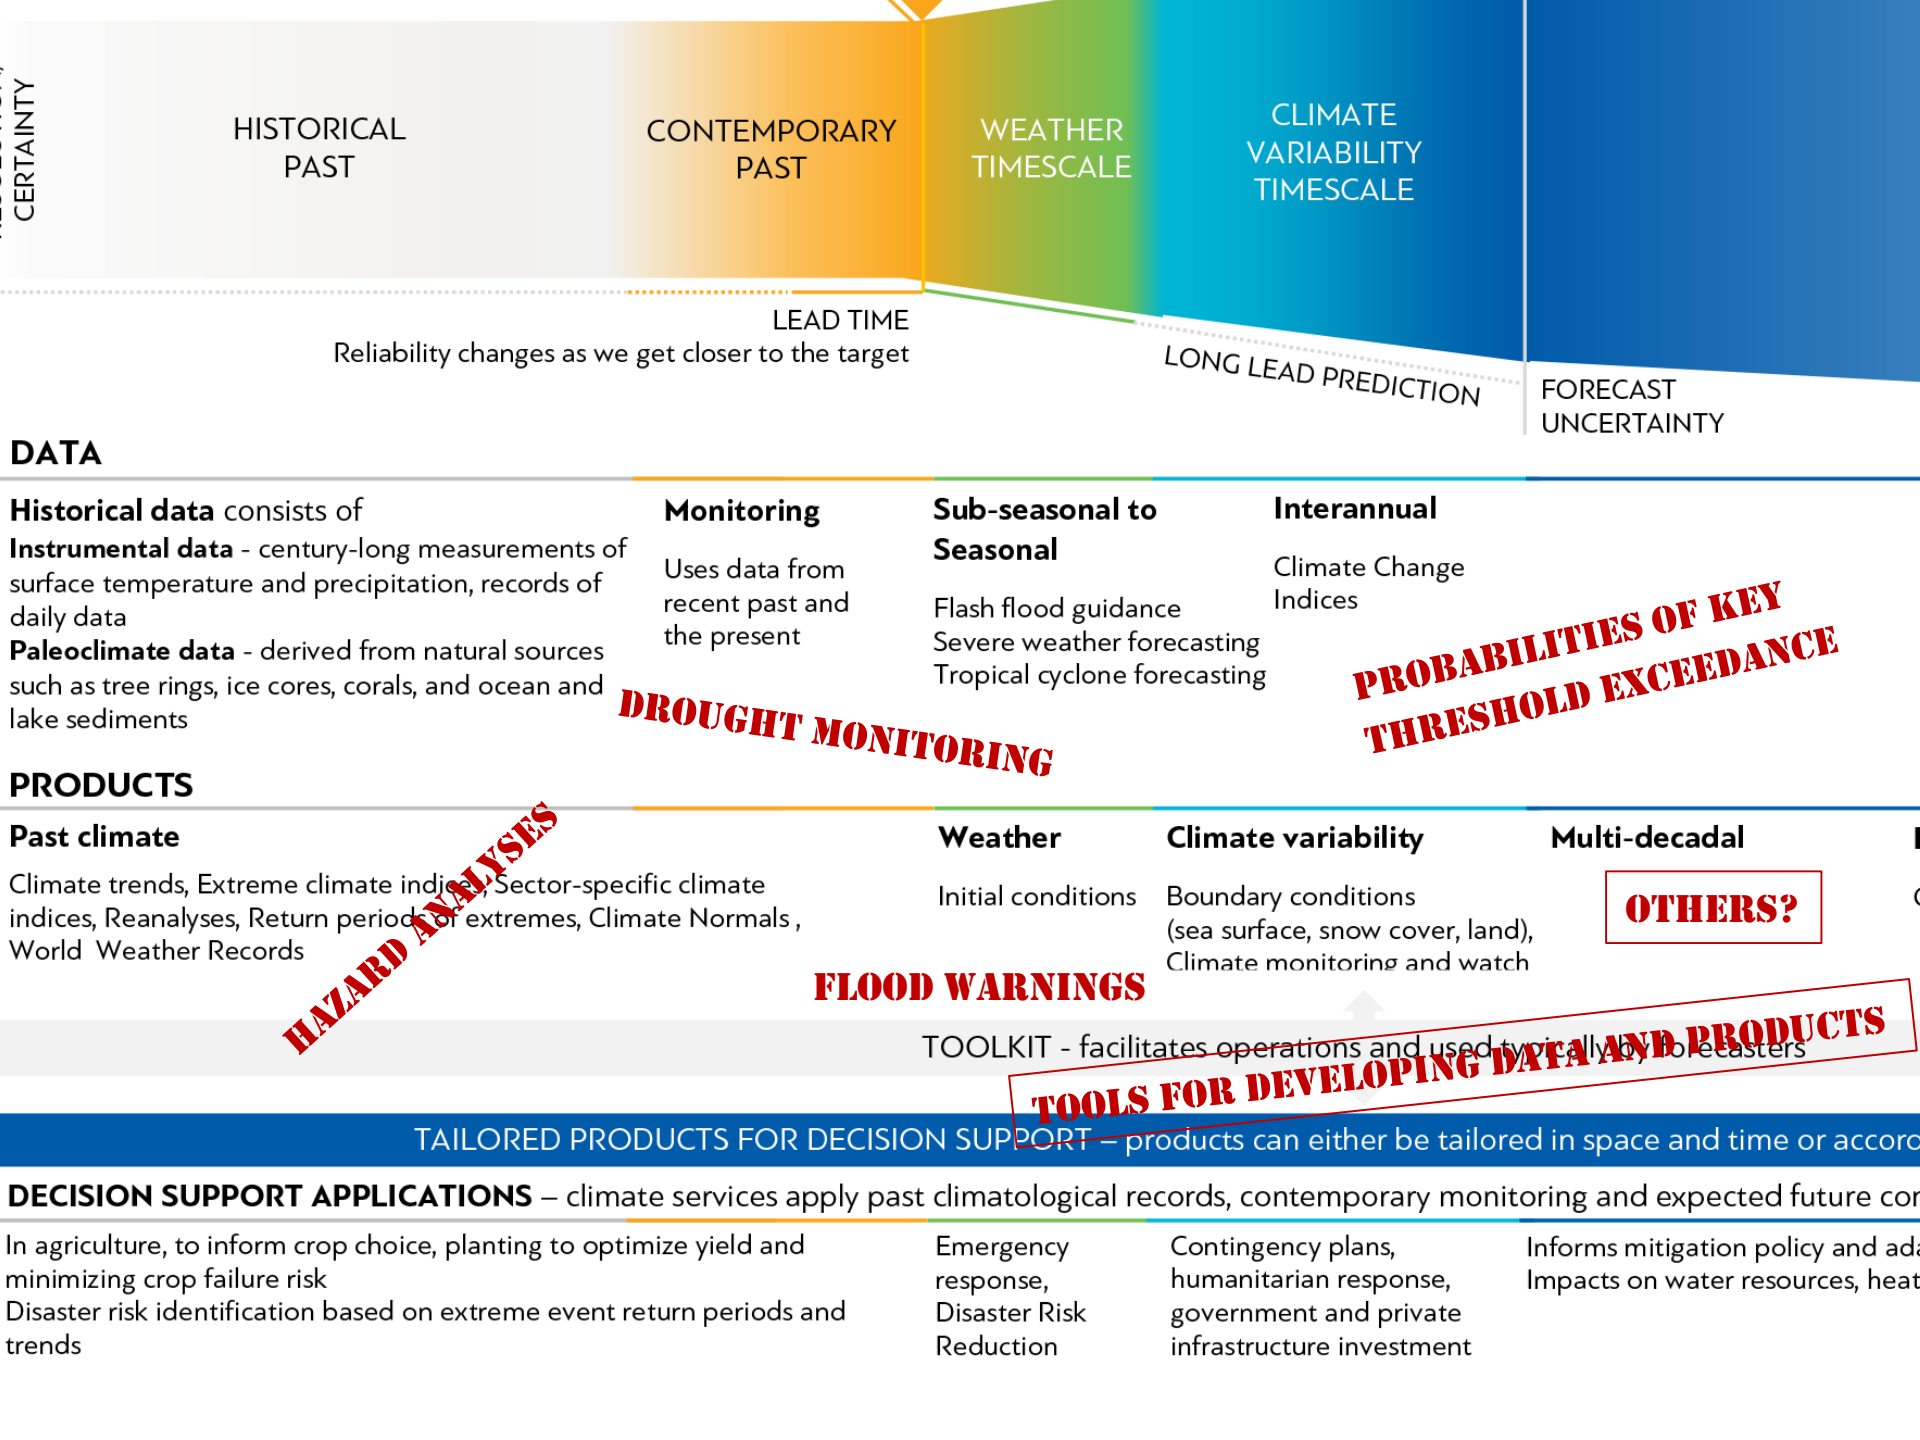 CERTAINTY
HISTORICAL
PAST
CONTEMPORARY
PAST
WEATHER
TIMESCALE
CLIMATE
VARIABILITY
TIMESCALE
LEAD TIME
Reliability changes as we get closer to the target
LONG LEAD PREDICTION
FORECAST
UNCERTAINTY
DATA
Historical data consists of
Instrumental data - century-long measurements of
surface temperature and precipitation, records of
daily data
Paleoclimate data - derived from natural sources
such as tree rings, ice cores, corals, and ocean and
lake sediments
Monitoring
Uses data from
recent past and
the present
Sub-seasonal to
Seasonal
Flash flood guidance
Severe weather forecasting
Tropical cyclone forecasting
Interannual
Climate Change
Indices
PROBABILITIES OF KEY
THRESHOLD EXCEEDANCE
DROUGHT MONITORING
PRODUCTS
Past climate
Climate trends, Extreme climate indices, Sector-specific climate
indices, Reanalyses, Return periods of extremes, Climate Normals ,
World Weather Records
HAZARD ANALYSES
Weather
Initial conditions
Climate variability
Boundary conditions
(sea surface, snow cover, land),
Climate monitoring and watch
Multi-decadal
OTHERS?
FLOOD WARNINGS
TOOLKIT - facilitates operations and used typically by forecasters
TOOLS FOR DEVELOPING DATA AND PRODUCTS
TAILORED PRODUCTS FOR DECISION SUPPORT – products can either be tailored in space and time or
DECISION SUPPORT APPLICATIONS – climate services apply past climatological records, contemporary monitoring and expected future
In agriculture, to inform crop choice, planting to optimize yield and
minimizing crop failure risk
Disaster risk identification based on extreme event return periods and
trends
Emergency
response,
Disaster Risk
Reduction
Contingency plans,
humanitarian response,
government and private
infrastructure investment
Informs mitigation policy and
Impacts on water resources,